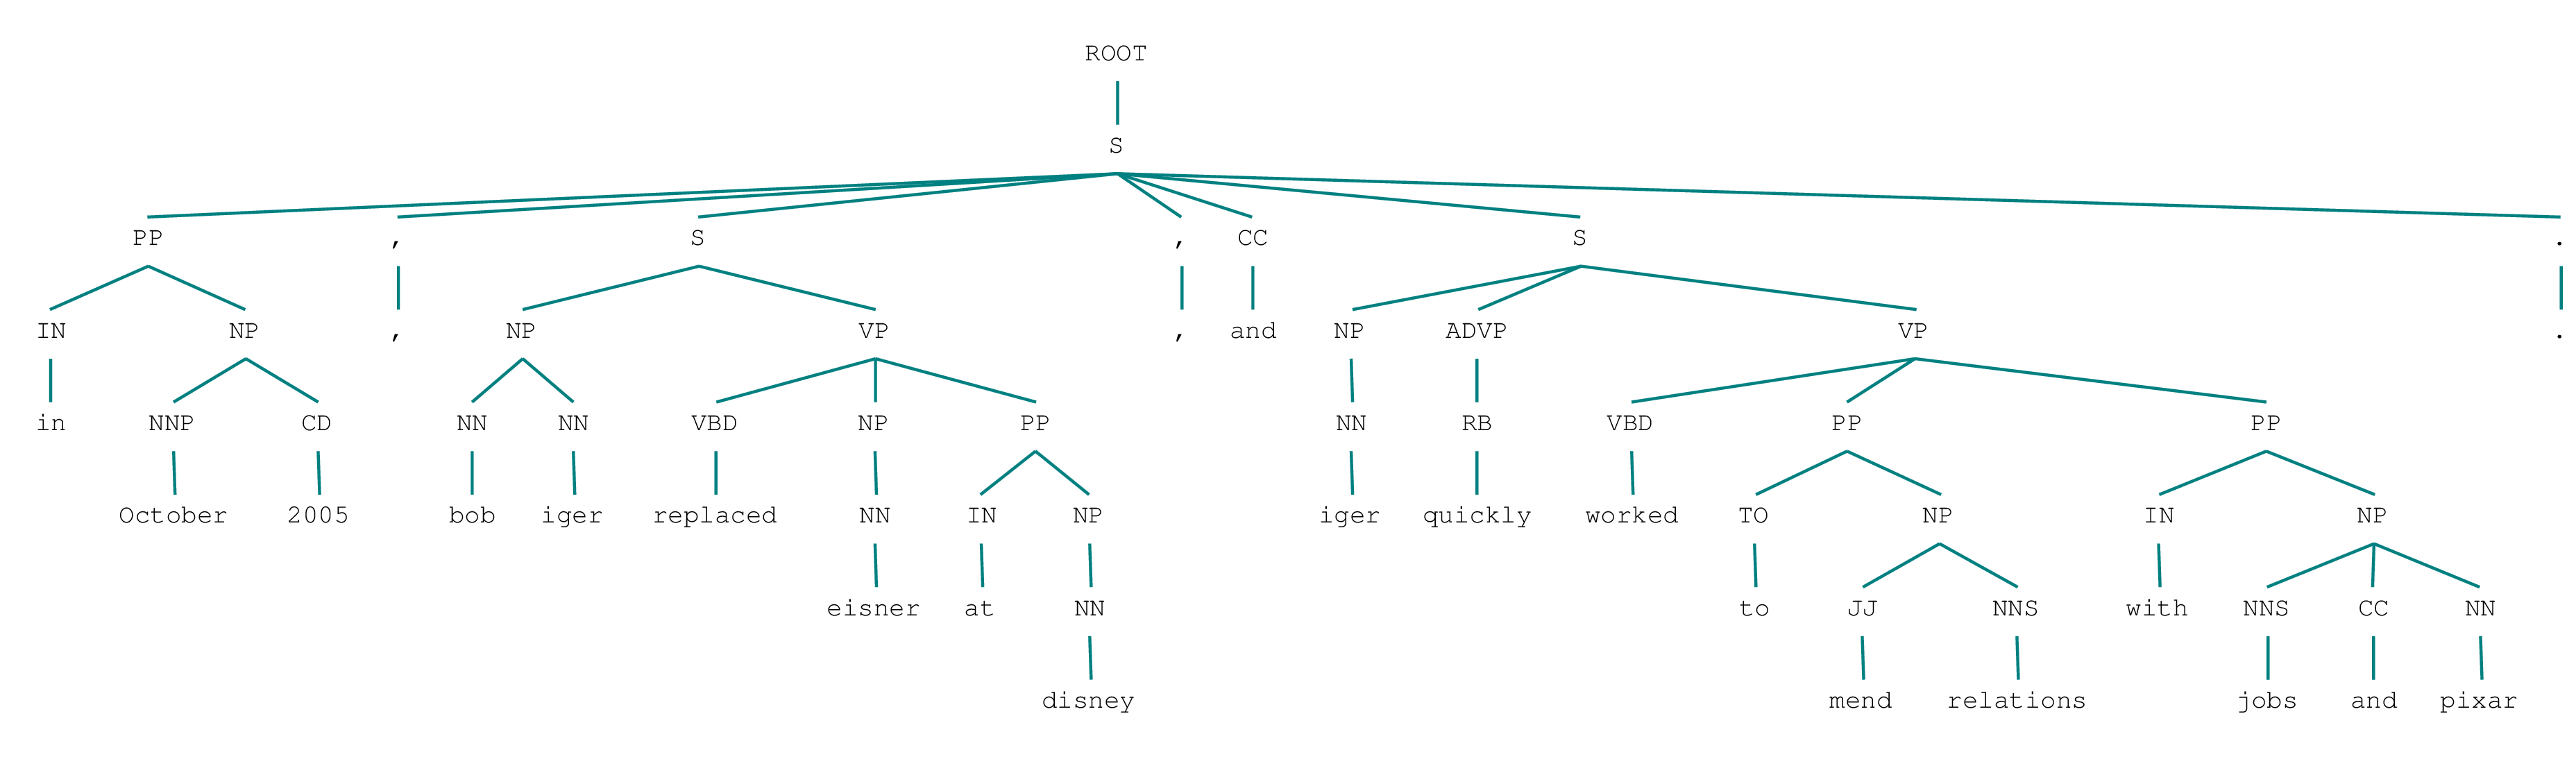 ROOT
S
PP , S , CC S .
IN NP , NP VP , and NP ADVP VP .
in NNP CD NN NN VBD NP PP NN RB VBD PP PP
October 2005 bob iger replaced NN IN NP iger quickly worked TO NP IN NP
eisner at NN to JJ NNS with NNS CC NN
disney mend relations jobs and pixar